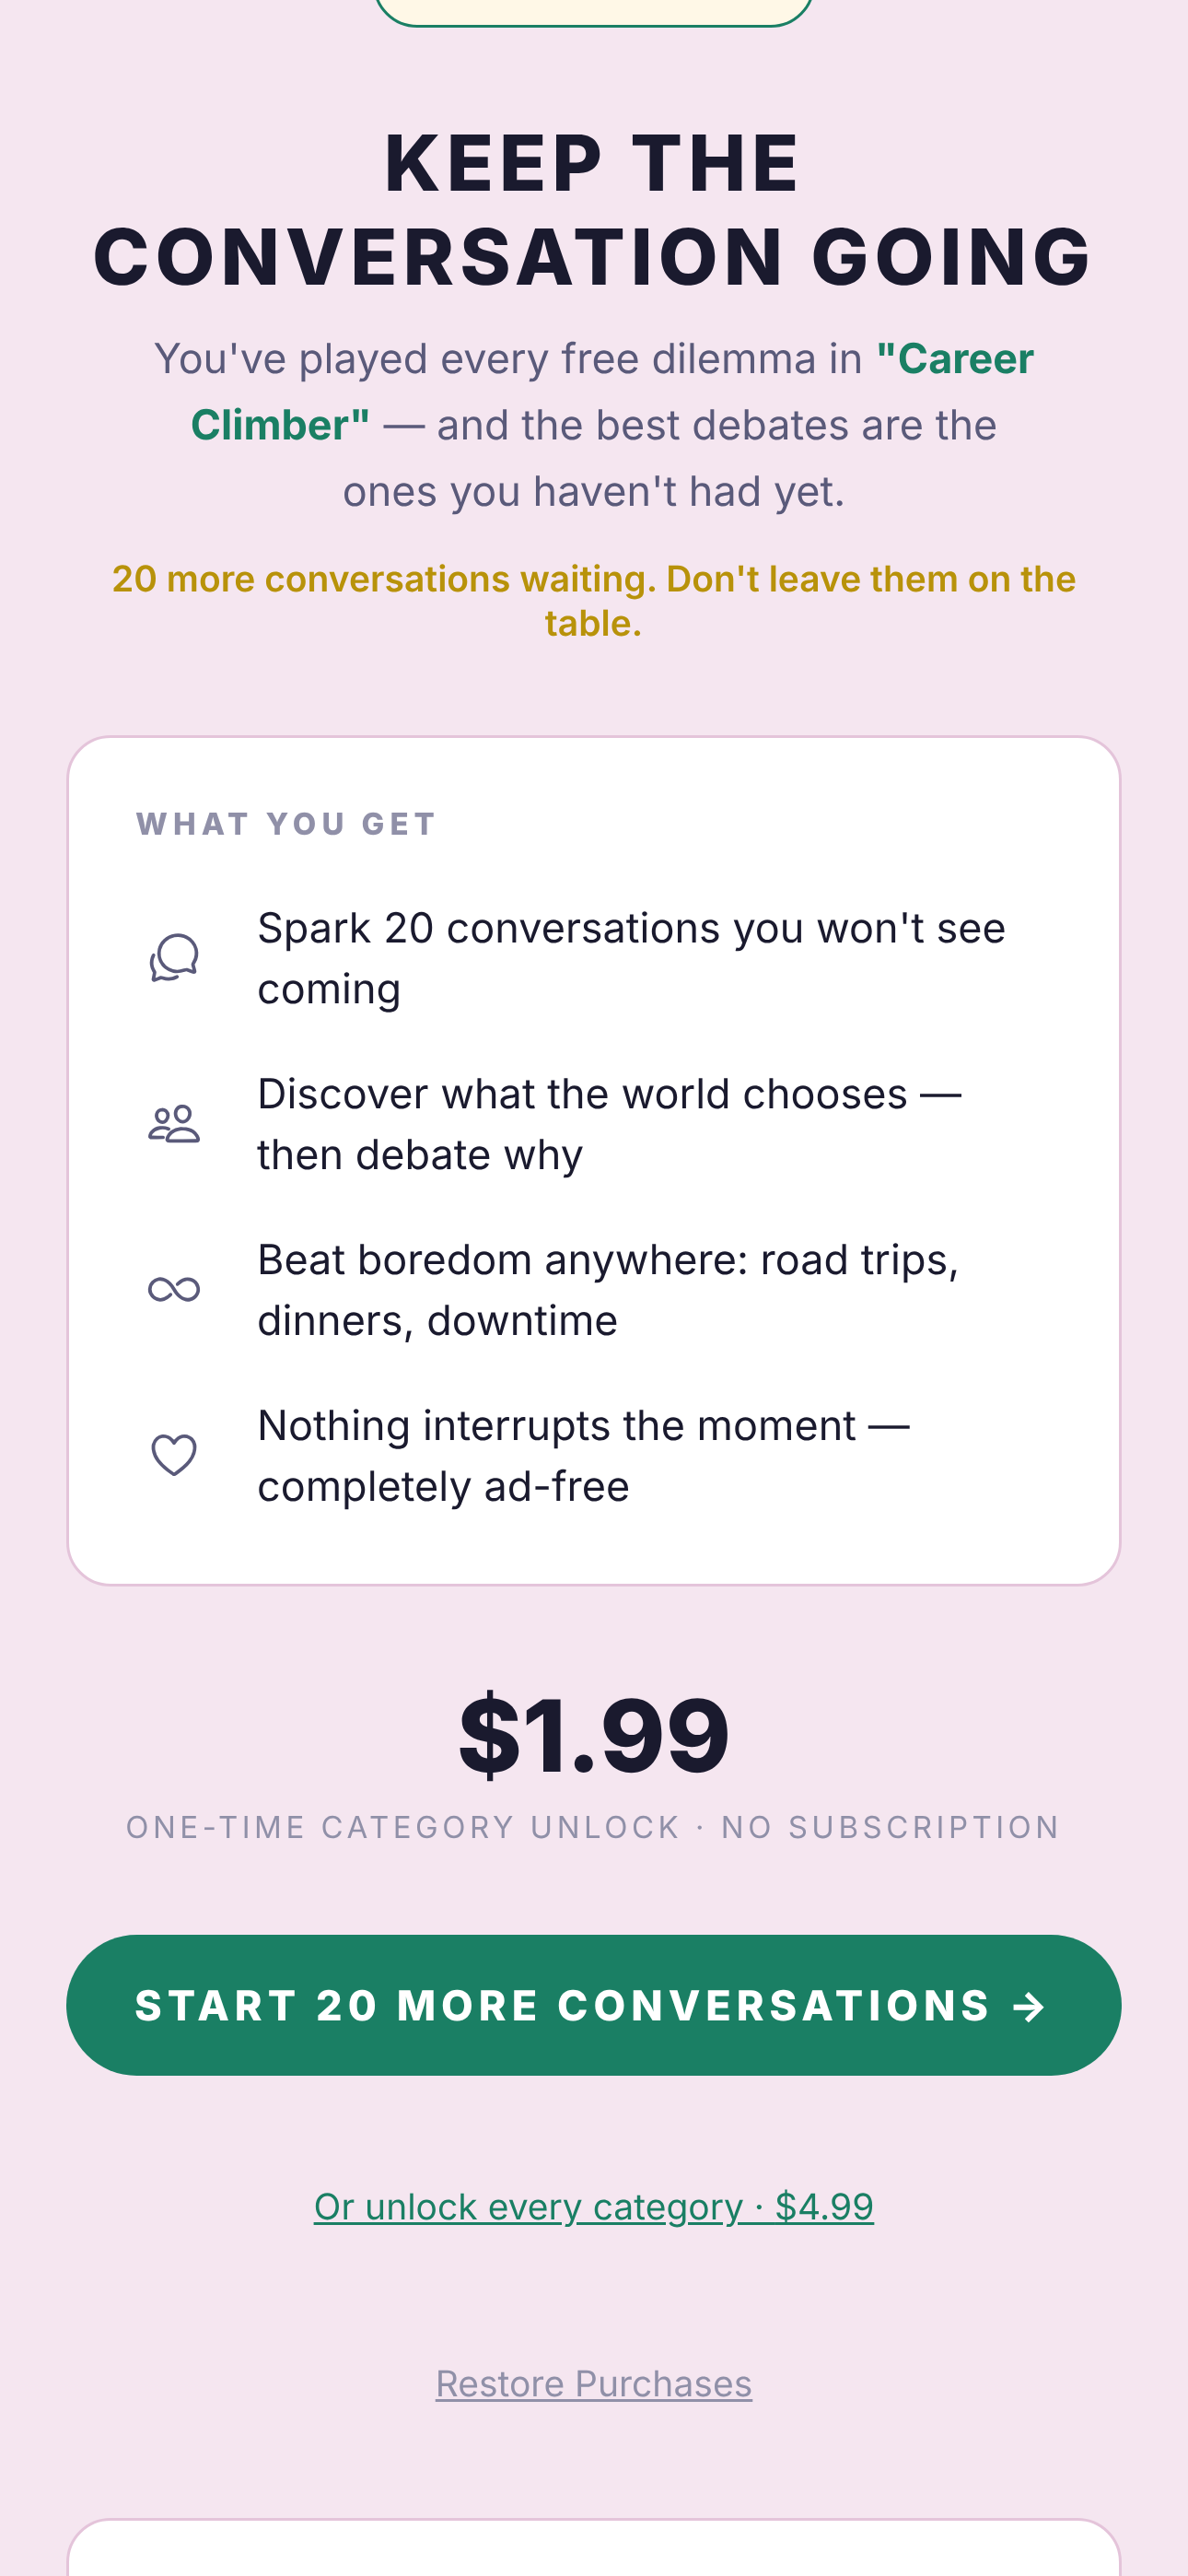 KEEP THE
CONVERSATION GOING
You've played every free dilemma in "Career
Climber" — and the best debates are the
ones you haven't had yet.
20 more conversations waiting. Don't leave them on the
table.
WHAT YOU GET
Spark 20 conversations you won't see
coming
Discover what the world chooses —
then debate why
Beat boredom anywhere: road trips,
dinners, downtime
Nothing interrupts the moment —
completely ad-free
$1.99
ONE-TIME CATEGORY UNLOCK · NO SUBSCRIPTION
START 20 MORE CONVERSATIONS →
Or unlock every category · $4.99
Restore Purchases